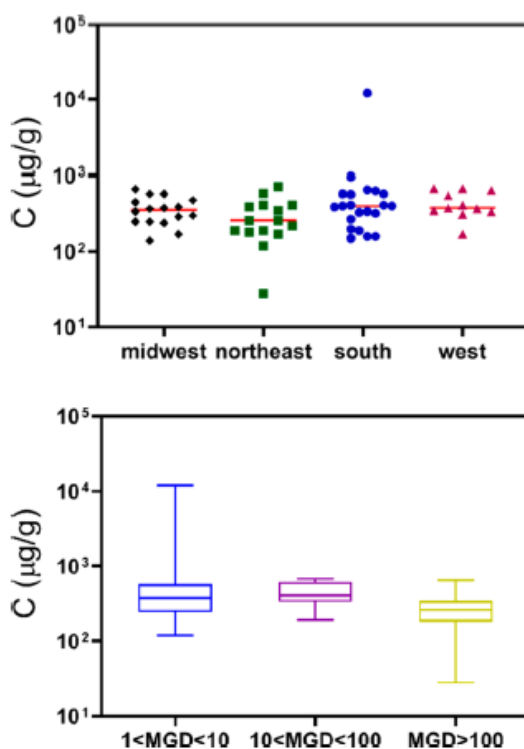 10⁵
10⁴
10³
10²
10¹
C̄ (μg/g)
midwest northeast south west
10⁵
10⁴
10³
10²
10¹
C̄ (μg/g)
1<MGD<10 10<MGD<100 MGD>100